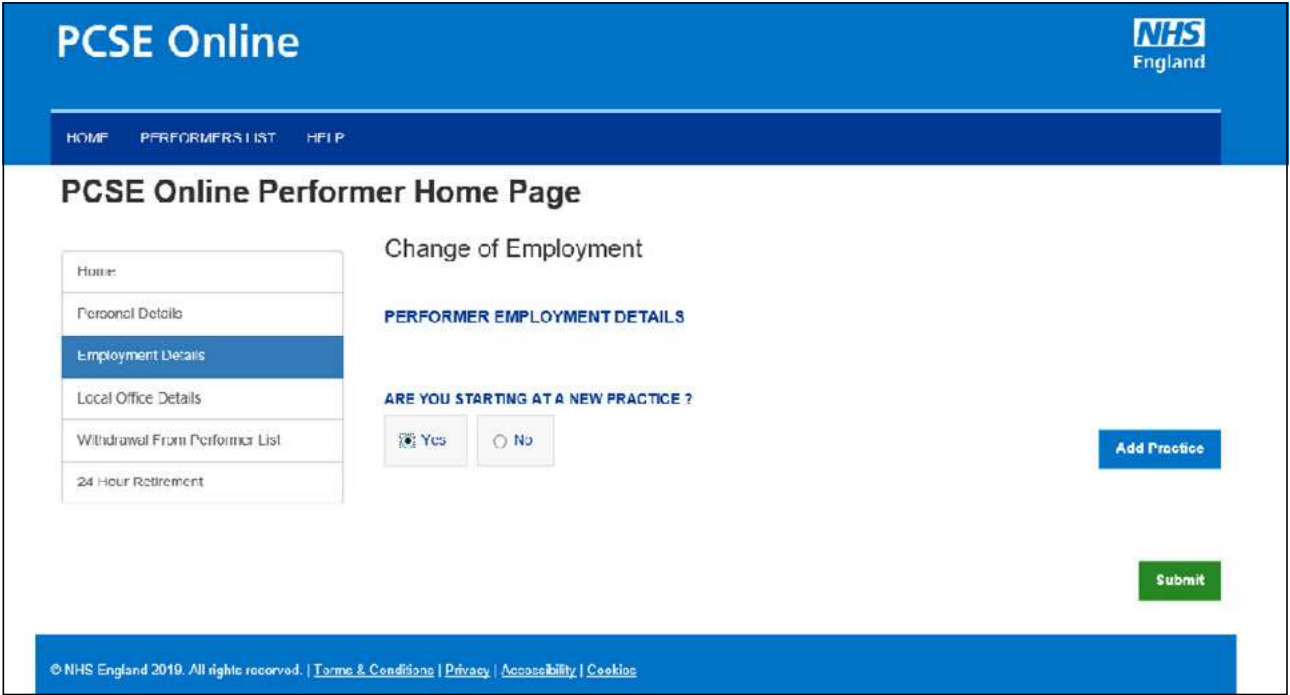 PCSE Online
NHS
England
HOME PERFORMERS LIST HELP
PCSE Online Performer Home Page
Home
Personal Details
Employment Details
Local Office Details
Withdrawal From Performer List
24 Hour Retirement
Change of Employment
PERFORMER EMPLOYMENT DETAILS
ARE YOU STARTING AT A NEW PRACTICE ?
Yes No
Add Practice
Submit
© NHS England 2019. All rights reserved. | Terms & Conditions | Privacy | Accessibility | Cookies